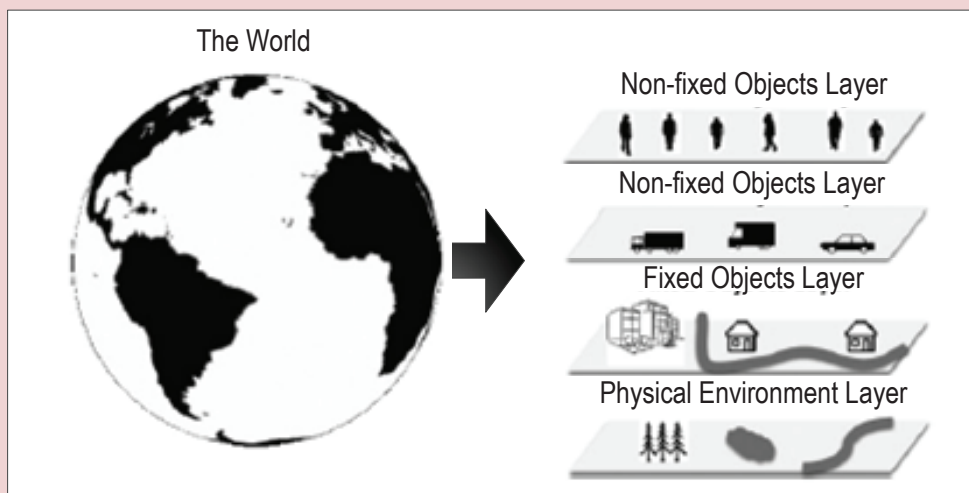 The World
Non-fixed Objects Layer
Non-fixed Objects Layer
Fixed Objects Layer
Physical Environment Layer